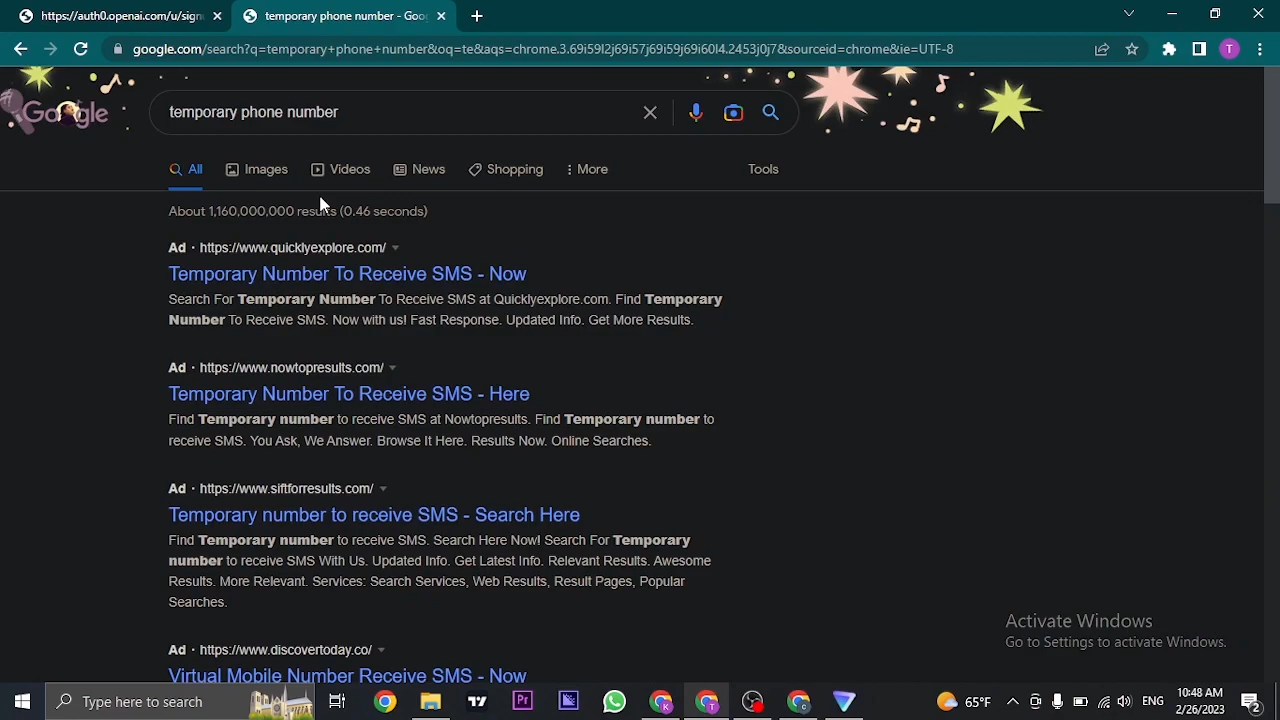 https://auth0.openai.com/u/sign
temporary phone number - Goo
google.com/search?q=temporary+phone+number&oq=te&aqs=chrome.3.69i59l2j69i57j69i59j69i60l4.2453j0j7&sourceid=chrome&ie=UTF-8
T
Google
temporary phone number
All
Images
Videos
News
Shopping
More
Tools
About 1,160,000,000 results (0.46 seconds)
Ad · https://www.quicklyexplore.com/
Temporary Number To Receive SMS - Now
Search For Temporary Number To Receive SMS at Quicklyexplore.com. Find Temporary
Number To Receive SMS. Now with us! Fast Response. Updated Info. Get More Results.
Ad · https://www.nowtopresults.com/
Temporary Number To Receive SMS - Here
Find Temporary number to receive SMS at Nowtopresults. Find Temporary number to
receive SMS. You Ask, We Answer. Browse It Here. Results Now. Online Searches.
Ad · https://www.siftforresults.com/
Temporary number to receive SMS - Search Here
Find Temporary number to receive SMS. Search Here Now! Search For Temporary
number to receive SMS With Us. Updated Info. Get Latest Info. Relevant Results. Awesome
Results. More Relevant. Services: Search Services, Web Results, Result Pages, Popular
Searches.
Ad · https://www.discovertoday.co/
Virtual Mobile Number Receive SMS - Now
Activate Windows
Go to Settings to activate Windows.
Type here to search
Pr
65°F
ENG
10:48 AM
2/26/2023
2